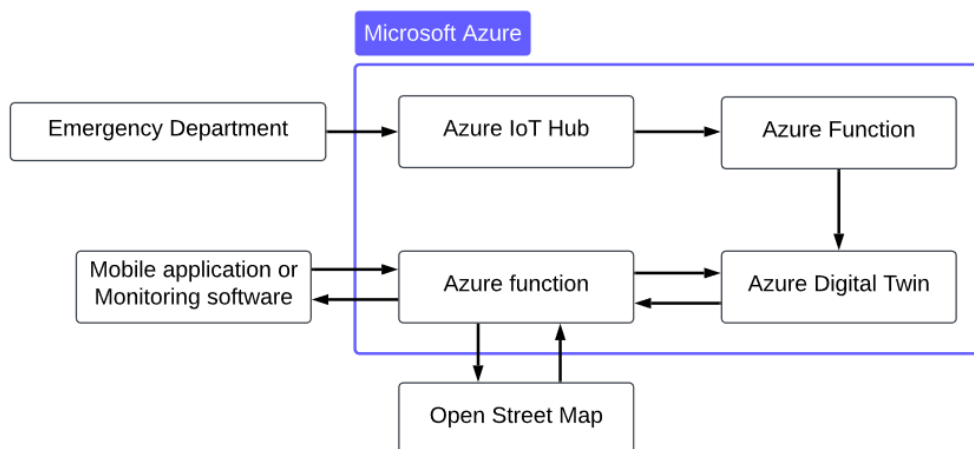 Microsoft Azure
Emergency Department
Azure IoT Hub
Azure Function
Mobile application or
Monitoring software
Azure function
Azure Digital Twin
Open Street Map